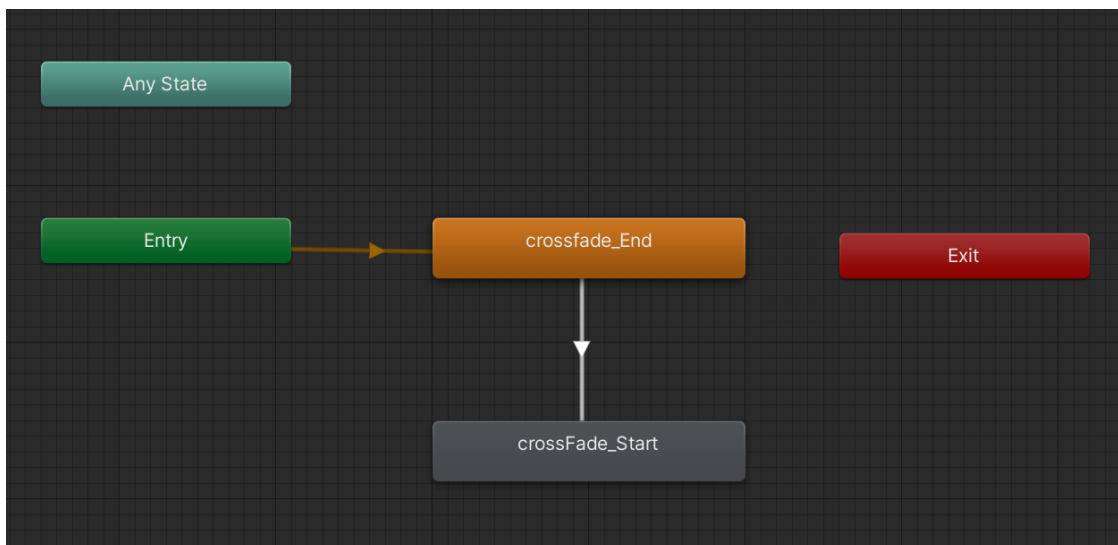 Any State
Entry
crossfade_End
Exit
crossFade_Start